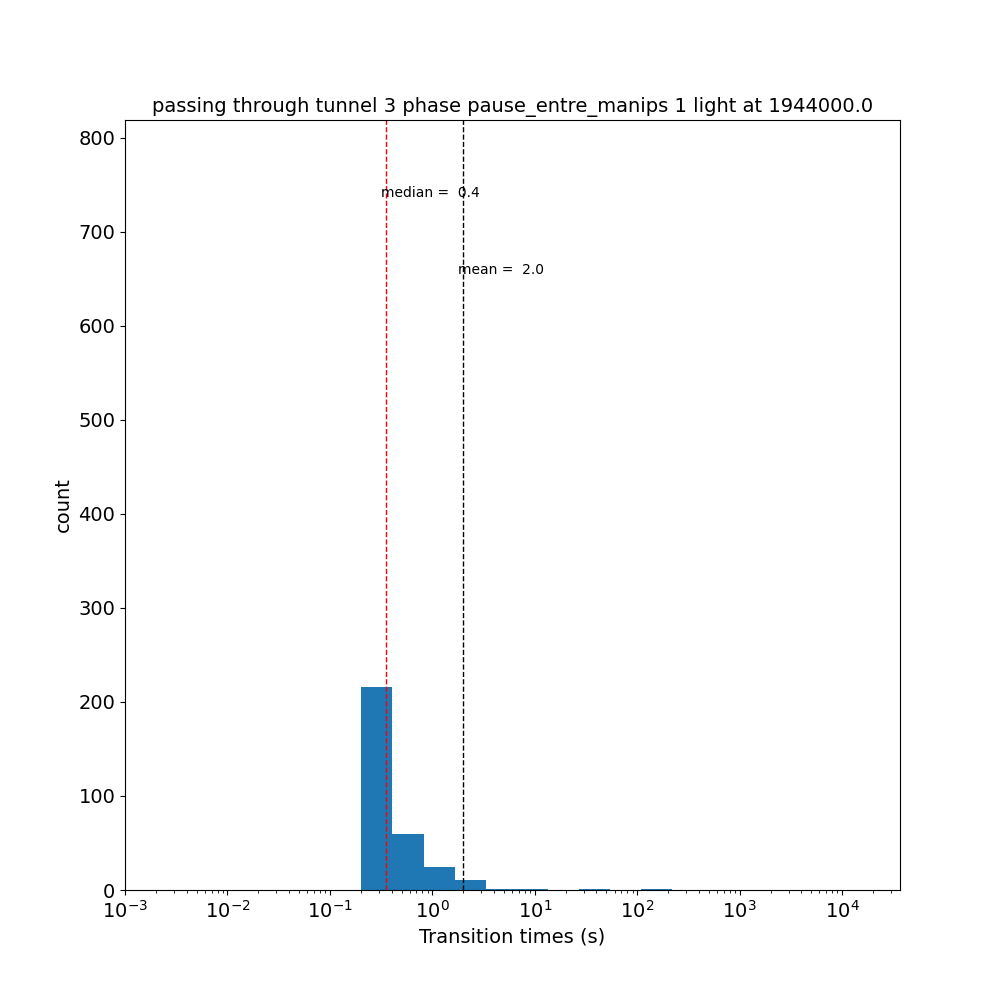 passing through tunnel 3 phase pause_entre_manips 1 light at 1944000.0
800
median =  0.4
700
mean =  2.0
600
500
count
400
300
200
100
0
10⁻³ 10⁻² 10⁻¹ 10⁰ 10¹ 10² 10³ 10⁴
Transition times (s)